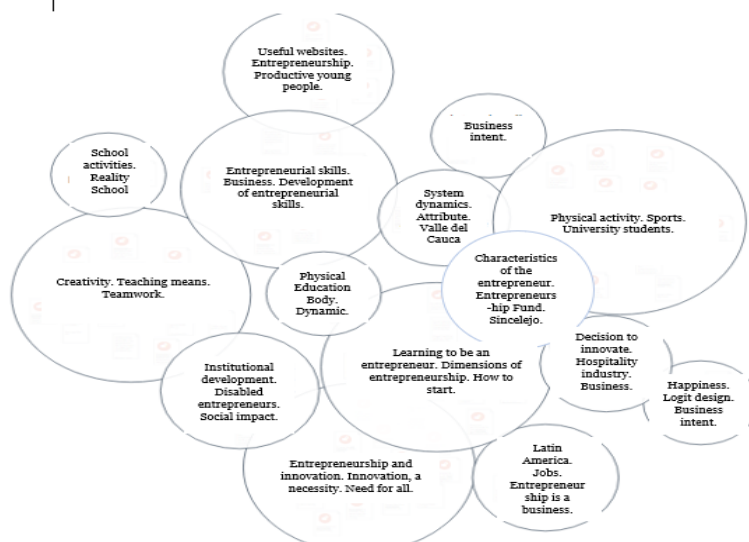 Useful websites.
Entrepreneurship.
Productive young
people.
Business
intent.
School
activities.
Reality
School
Entrepreneurial skills.
Business. Development
of entrepreneurial
skills.
System
dynamics.
Attribute.
Valle del
Cauca
Physical activity. Sports.
University students.
Creativity. Teaching means.
Teamwork.
Physical
Education
Body.
Dynamic.
Characteristics
of the
entrepreneur.
Entrepreneurs
-hip Fund.
Sincelejo.
Learning to be an
entrepreneur. Dimensions of
entrepreneurship. How to
start.
Decision to
innovate.
Hospitality
industry.
Business.
Institutional
development.
Disabled
entrepreneurs.
Social impact.
Happiness.
Logit design.
Business
intent.
Entrepreneurship and
innovation. Innovation, a
necessity. Need for all.
Latin
America.
Jobs.
Entrepreneur
ship is a
business.